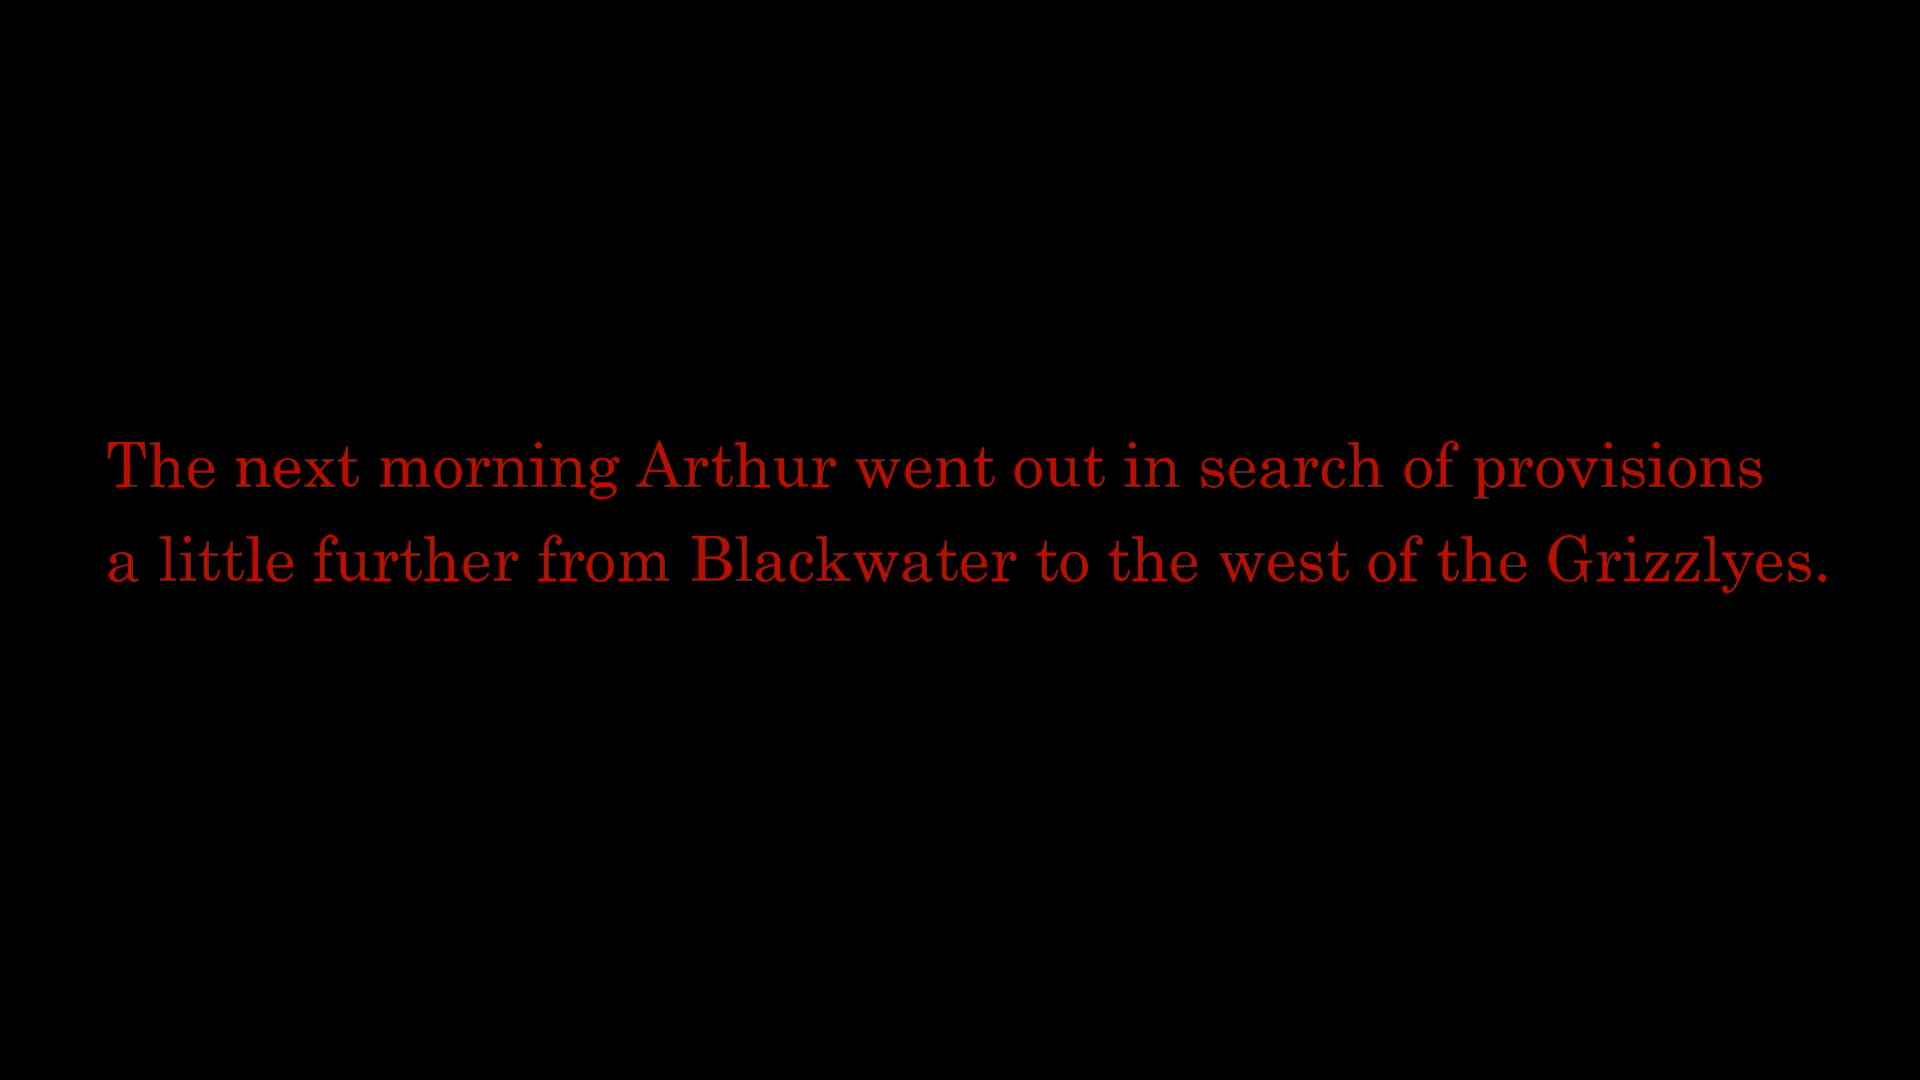 The next morning Arthur went out in search of provisions
a little further from Blackwater to the west of the Grizzlyes.